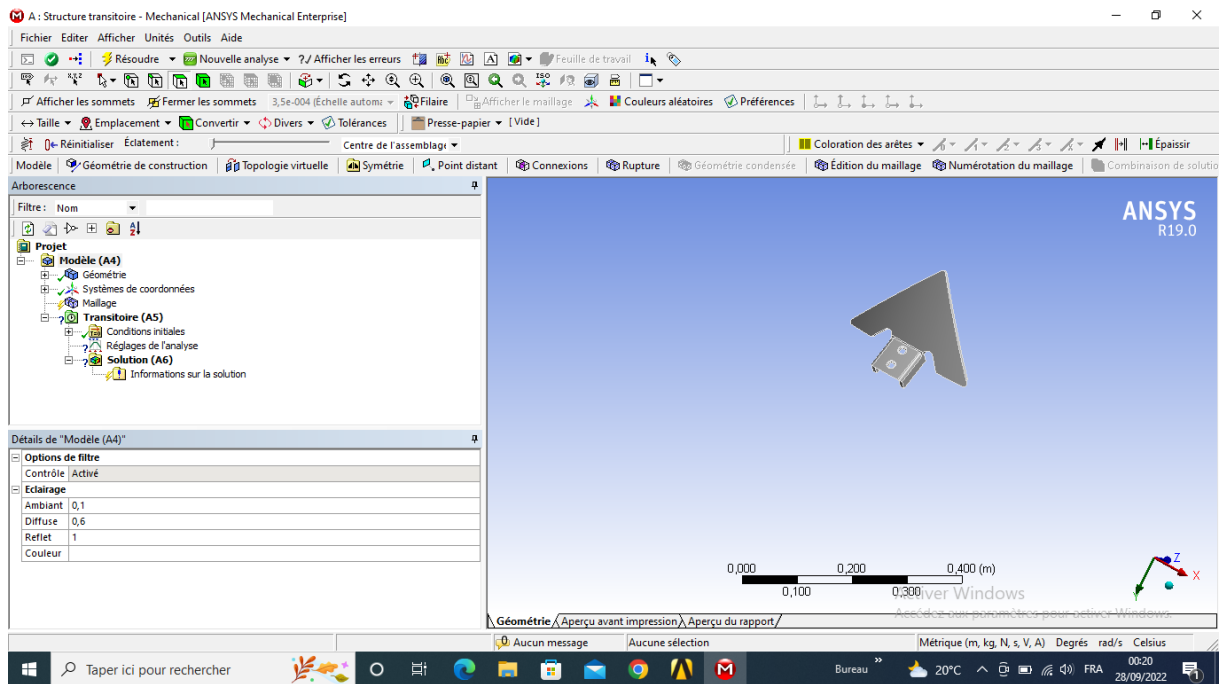 A : Structure transitoire - Mechanical [ANSYS Mechanical Enterprise]
Fichier Editer Afficher Unités Outils Aide
Résoudre Nouvelle analyse ?/ Afficher les erreurs Feuille de travail
Afficher les sommets Fermer les sommets 3,5e-004 (Échelle automa Filaire Afficher le maillage Couleurs aléatoires Préférences
Taille Emplacement Convertir Divers Tolérances Presse-papier [Vide]
Réinitialiser Éclatement : Centre de l'assemblage Coloration des arêtes Épaissir
Modèle Géométrie de construction Topologie virtuelle Symétrie Point distant Connexions Rupture Géométrie condensée Édition du maillage Numérotation du maillage Combinaison de solutio
Arborescence
Filtre : Nom
Projet
Modèle (A4)
Géométrie
Systèmes de coordonnées
Maillage
Transitoire (A5)
Conditions initiales
Réglages de l'analyse
Solution (A6)
Informations sur la solution
Détails de "Modèle (A4)"
Options de filtre
Contrôle Activé
Eclairage
Ambiant 0,1
Diffuse 0,6
Reflet 1
Couleur
ANSYS
R19.0
0,000 0,200 0,400 (m)
0,100 0,300
Z
X
Y
Activer Windows
Accédez aux paramètres pour activer Windows.
Géométrie Aperçu avant impression Aperçu du rapport
Aucun message Aucune sélection Métrique (m, kg, N, s, V, A) Degrés rad/s Celsius
Taper ici pour rechercher Bureau 20°C FRA 00:20
28/09/2022